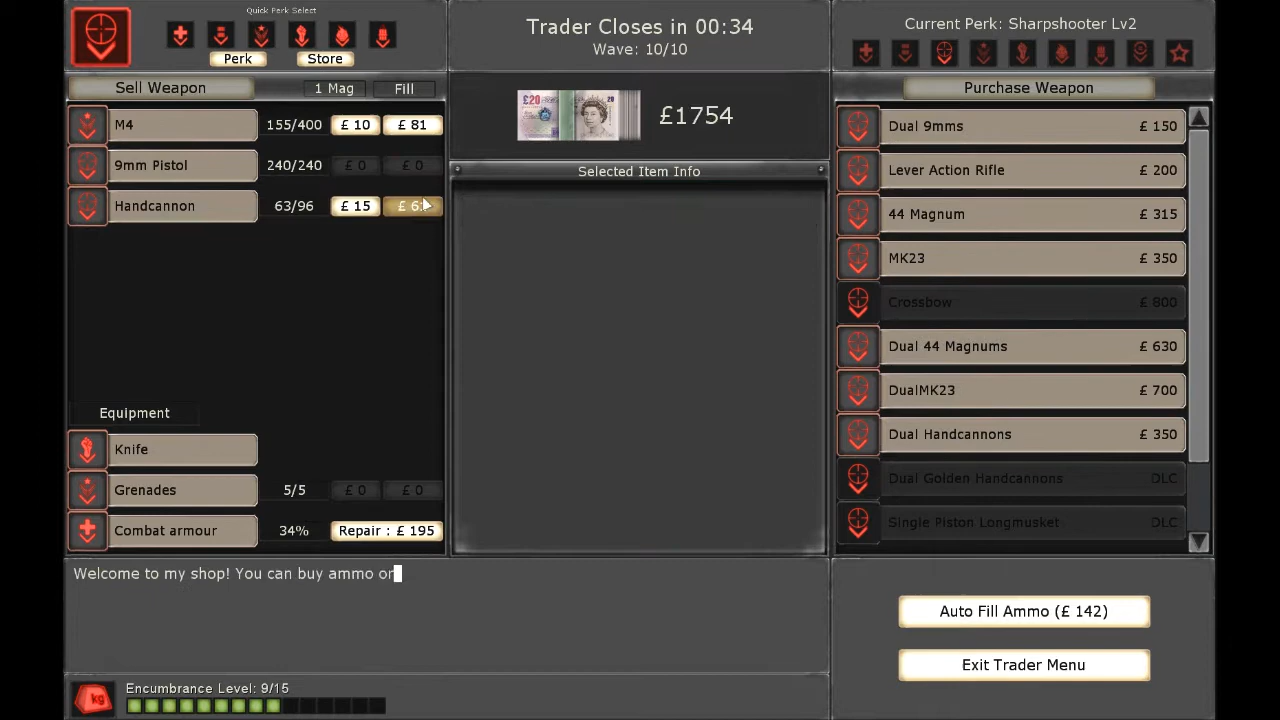 Quick Perk Select
Perk
Store
Sell Weapon
1 Mag
Fill
M4
155/400
£ 10
£ 81
9mm Pistol
240/240
£ 0
£ 0
Handcannon
63/96
£ 15
£ 6
Equipment
Knife
Grenades
5/5
£ 0
£ 0
Combat armour
34%
Repair : £ 195
Trader Closes in 00:34
Wave: 10/10
£20
20
£1754
Selected Item Info
Current Perk: Sharpshooter Lv2
Purchase Weapon
Dual 9mms
£ 150
Lever Action Rifle
£ 200
44 Magnum
£ 315
MK23
£ 350
Crossbow
£ 800
Dual 44 Magnums
£ 630
DualMK23
£ 700
Dual Handcannons
£ 350
Dual Golden Handcannons
DLC
Single Piston Longmusket
DLC
Welcome to my shop! You can buy ammo or
Auto Fill Ammo (£ 142)
Exit Trader Menu
kg
Encumbrance Level: 9/15